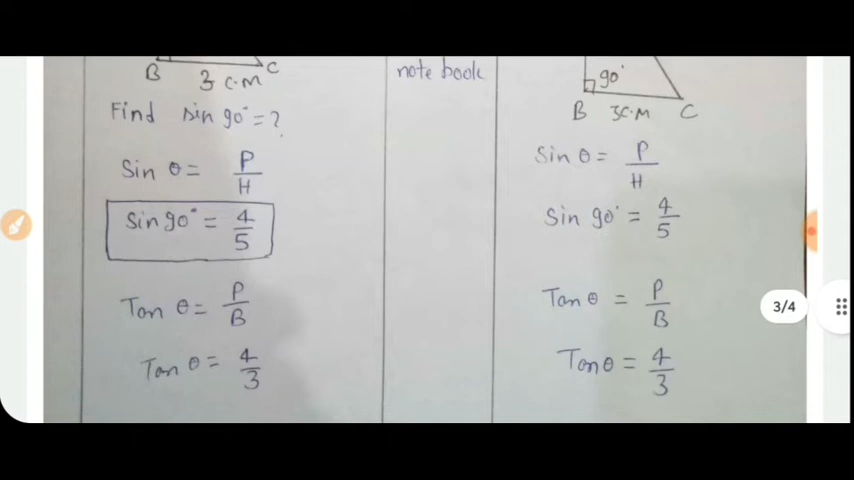 B 3 C.M C
Find sin 90° = ?
Sin θ = P/H
Sin 90° = 4/5
Tan θ = P/B
Tan θ = 4/3
note book
90°
B 3C.M C
Sin θ = P/H
Sin 90° = 4/5
Tan θ = P/B
Tan θ = 4/3
3/4